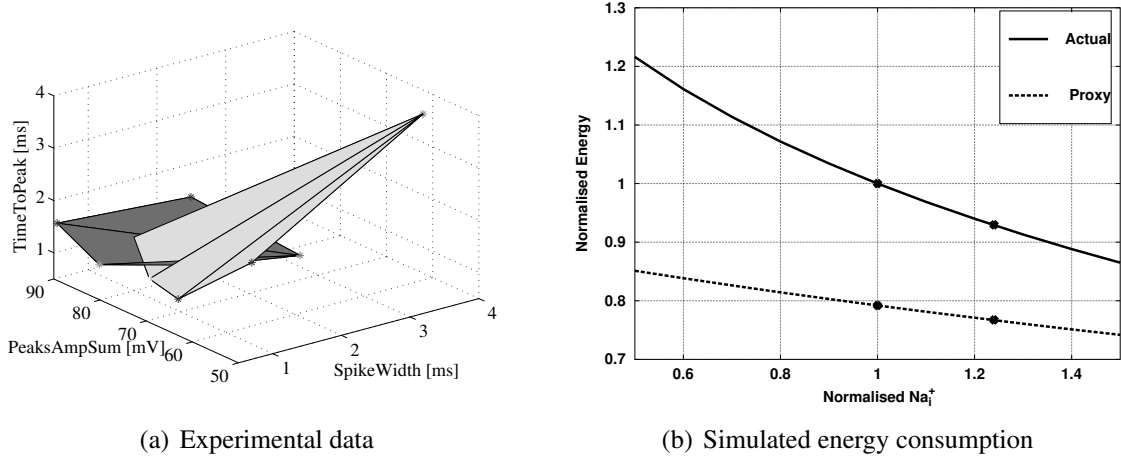 4
3
2
1
TimeToPeak [ms]
90
80
70
60
50
PeaksAmpSum [mV]
1
2
3
4
SpikeWidth [ms]
(a) Experimental data
1.3
1.2
1.1
1
0.9
0.8
0.7
Normalised Energy
Actual
Proxy
0.6
0.8
1
1.2
1.4
Normalised Na_i^+
(b) Simulated energy consumption